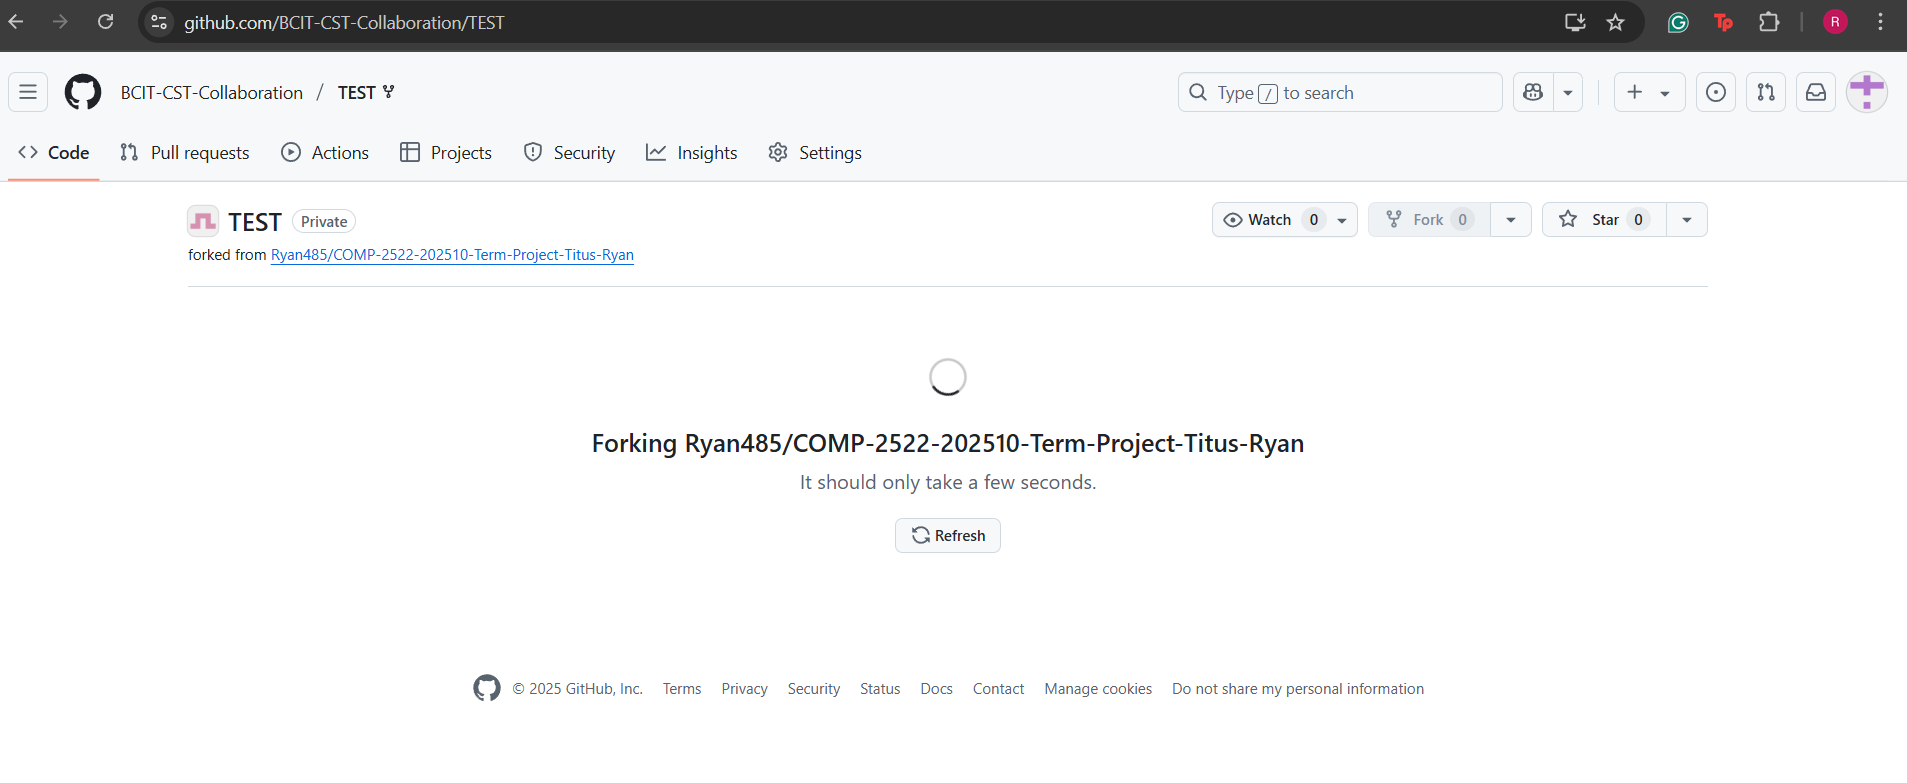 github.com/BCIT-CST-Collaboration/TEST
Tp
R
BCIT-CST-Collaboration / TEST
Type / to search
Code Pull requests Actions Projects Security Insights Settings
TEST Private
Watch 0 Fork 0 Star 0
forked from Ryan485/COMP-2522-202510-Term-Project-Titus-Ryan
Forking Ryan485/COMP-2522-202510-Term-Project-Titus-Ryan
It should only take a few seconds.
Refresh
© 2025 GitHub, Inc. Terms Privacy Security Status Docs Contact Manage cookies Do not share my personal information